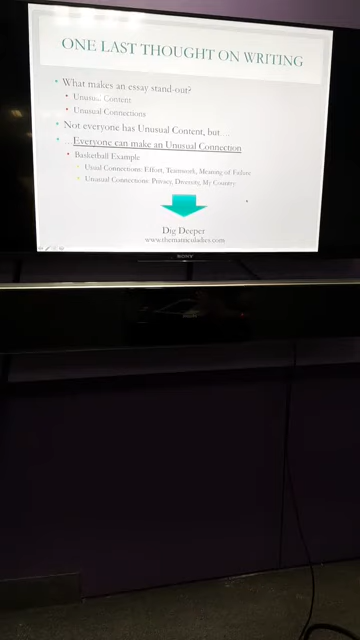 ONE LAST THOUGHT ON WRITING
What makes an essay stand-out?
Unusual Content
Unusual Connections
Not everyone has Unusual Content, but….
…Everyone can make an Unusual Connection
Basketball Example
Usual Connections: Effort, Teamwork, Meaning of Failure
Unusual Connections: Privacy, Diversity, My Country
Dig Deeper
www.thematriculadies.com
SONY